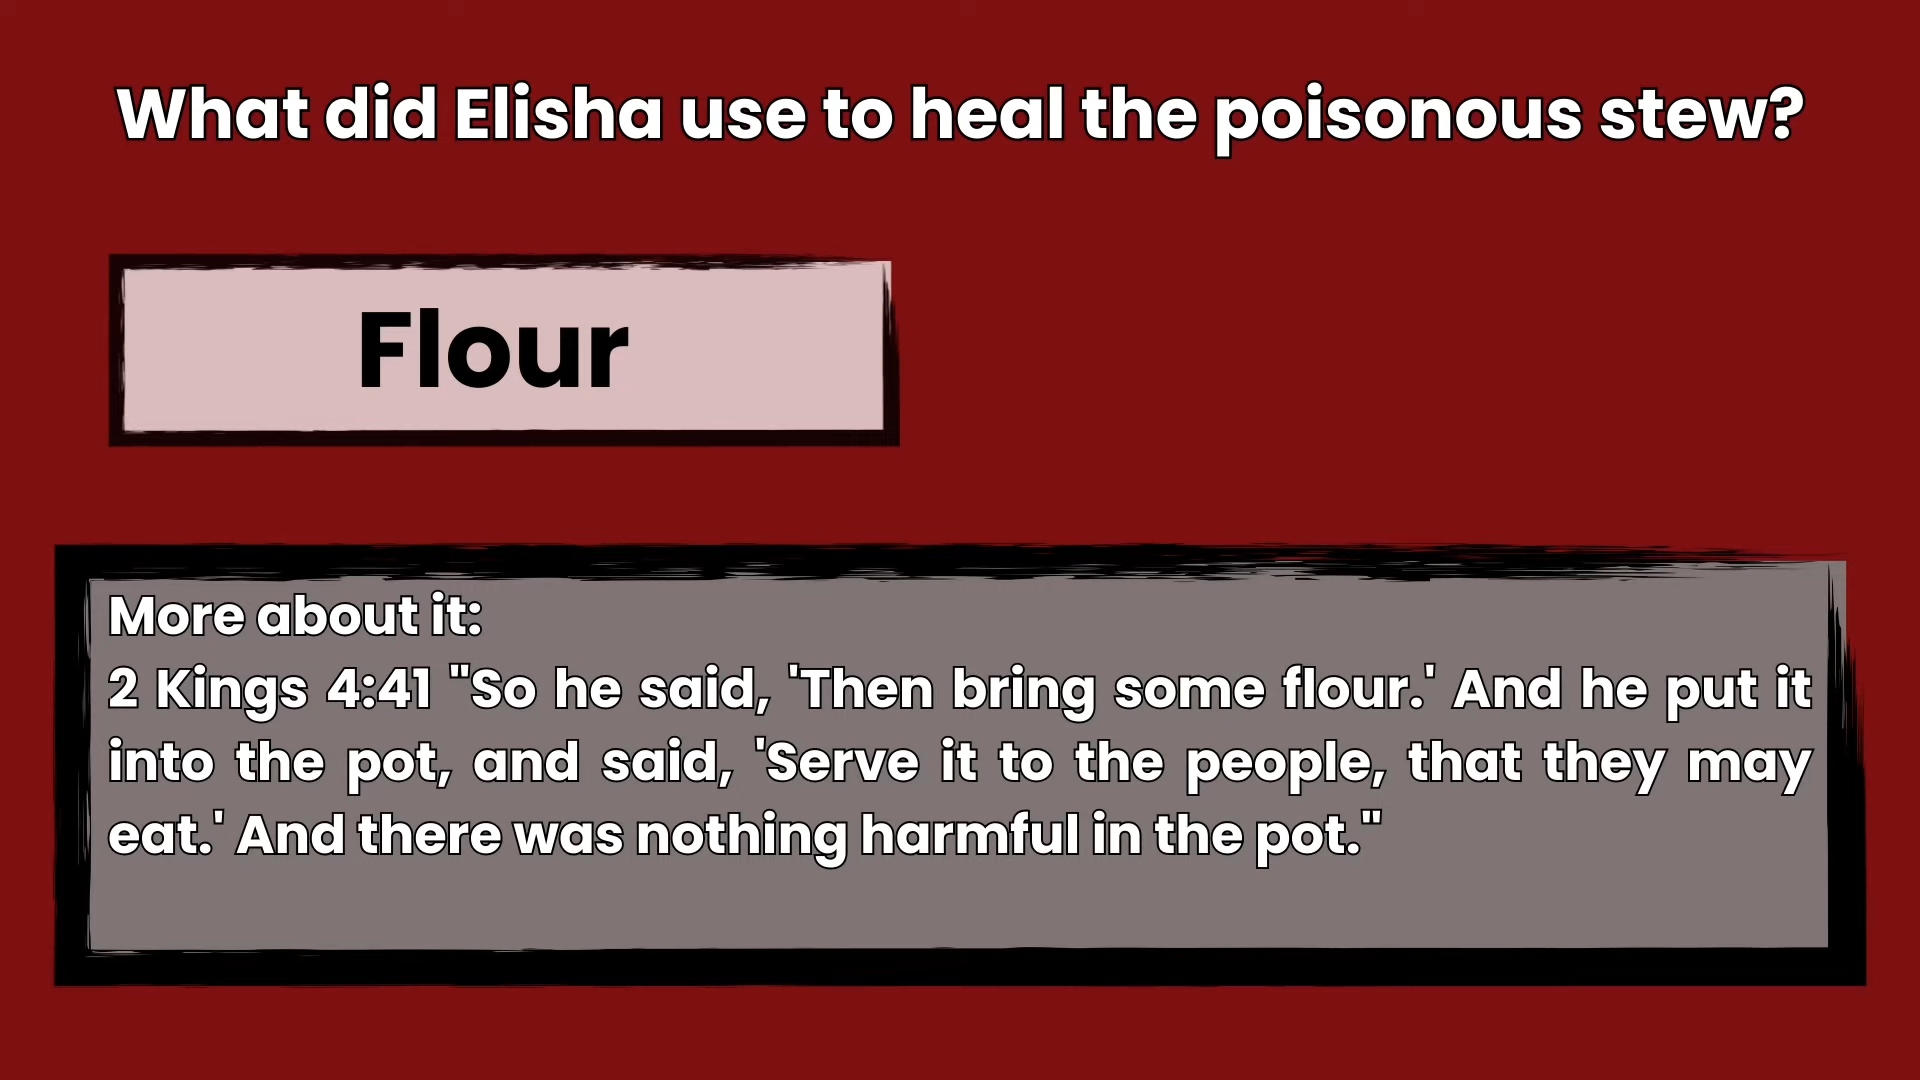 What did Elisha use to heal the poisonous stew?
Flour
More about it:
2 Kings 4:41 "So he said, 'Then bring some flour.' And he put it
into the pot, and said, 'Serve it to the people, that they may
eat.' And there was nothing harmful in the pot."